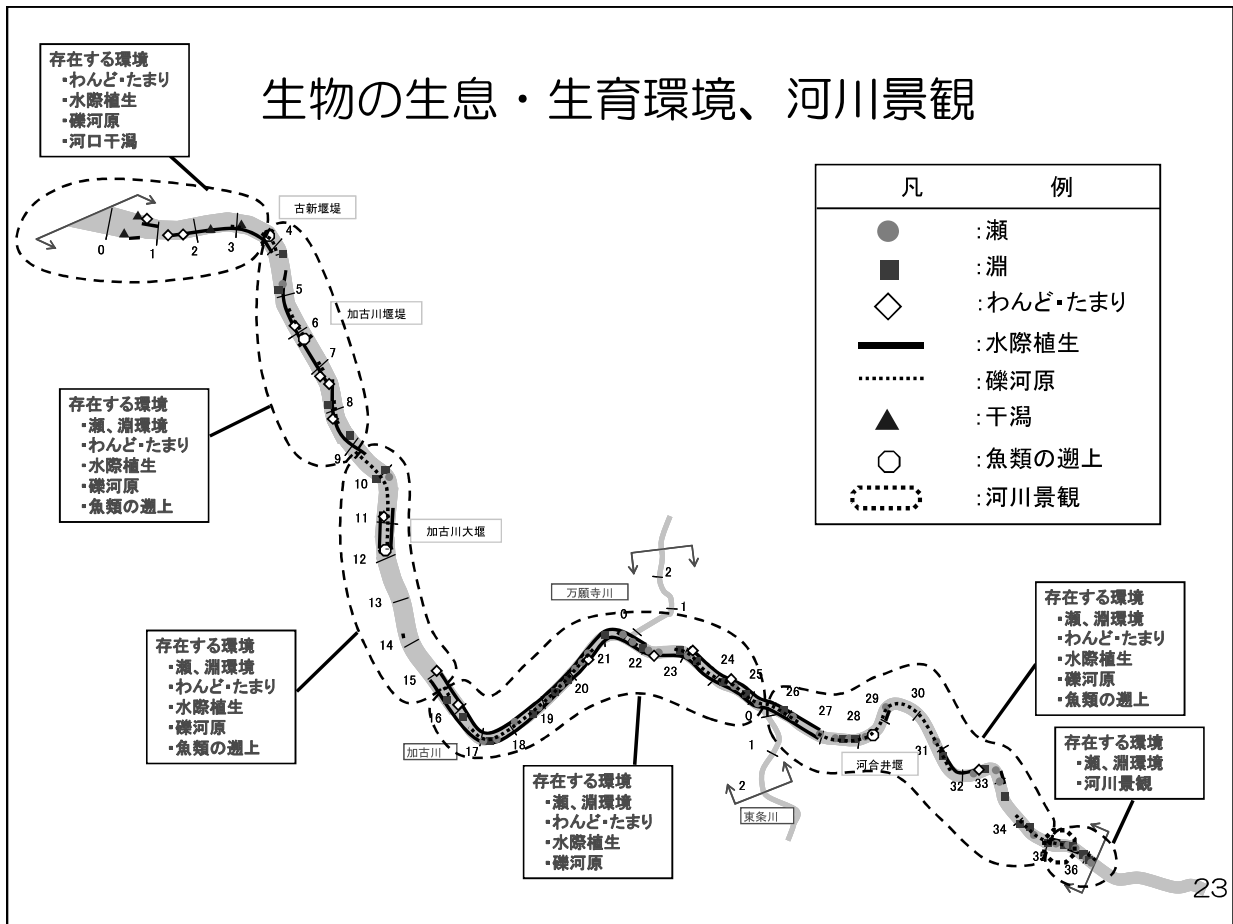 生物の生息・生育環境、河川景観
存在する環境
・わんど・たまり
・水際植生
・礫河原
・河口干潟
凡 例
:瀬
:淵
:わんど・たまり
:水際植生
:礫河原
:干潟
:魚類の遡上
:河川景観
古新堰堤
0
1
2
3
4
5
加古川堰堤
6
7
8
9
存在する環境
・瀬、淵環境
・わんど・たまり
・水際植生
・礫河原
・魚類の遡上
10
11
加古川大堰
12
13
14
15
16
存在する環境
・瀬、淵環境
・わんど・たまり
・水際植生
・礫河原
・魚類の遡上
加古川
17
18
19
20
21
22
23
24
25
万願寺川
0
1
2
存在する環境
・瀬、淵環境
・わんど・たまり
・水際植生
・礫河原
0
1
2
東条川
26
27
28
29
30
31
32
33
34
河合井堰
存在する環境
・瀬、淵環境
・わんど・たまり
・水際植生
・礫河原
・魚類の遡上
存在する環境
・瀬、淵環境
・河川景観
35
36
23